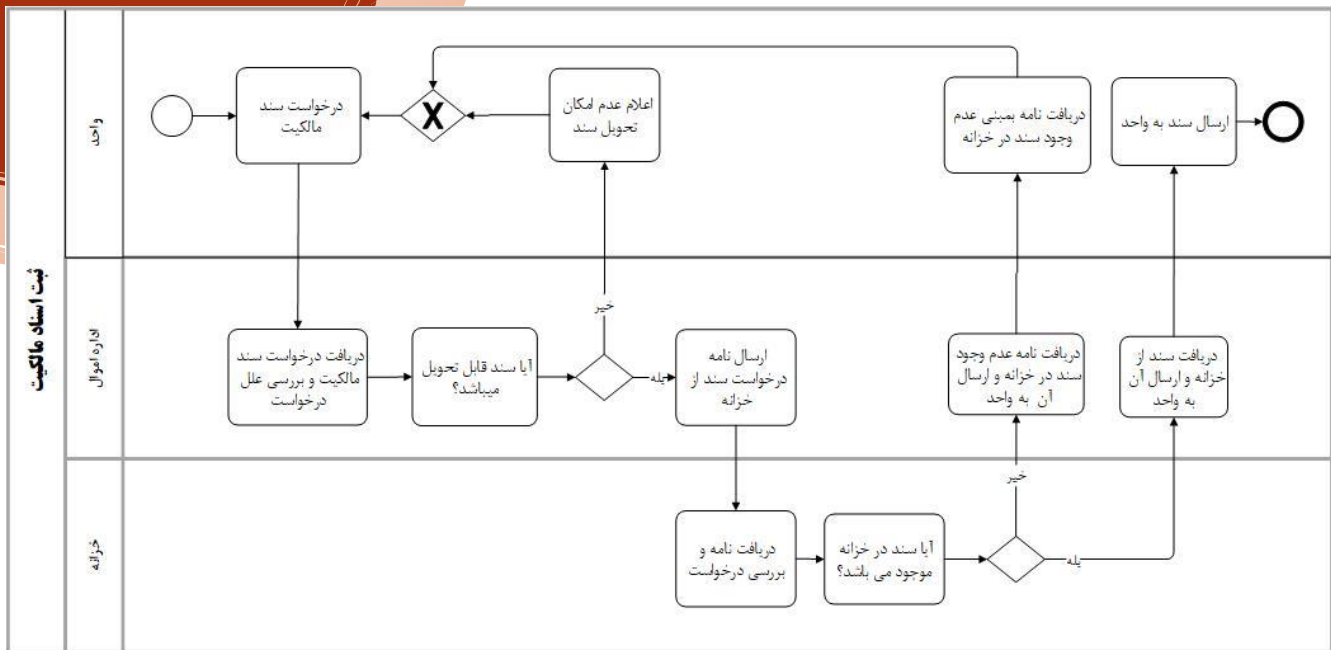 ثبت اسناد مالکیت
واحد
درخواست سند
مالکیت
X
اعلام عدم امکان
تحویل سند
دریافت نامه بمبنی عدم
وجود سند در خزانه
ارسال سند به واحد
اداره اموال
دریافت درخواست سند
مالکیت و بررسی علل
درخواست
آیا سند قابل تحویل
میباشد؟
خیر
بله
ارسال نامه
درخواست سند از
خزانه
دریافت نامه عدم وجود
سند در خزانه و ارسال
آن به واحد
دریافت سند از
خزانه و ارسال آن
به واحد
خزانه
دریافت نامه و
بررسی درخواست
آیا سند در خزانه
موجود می باشد؟
خیر
بله